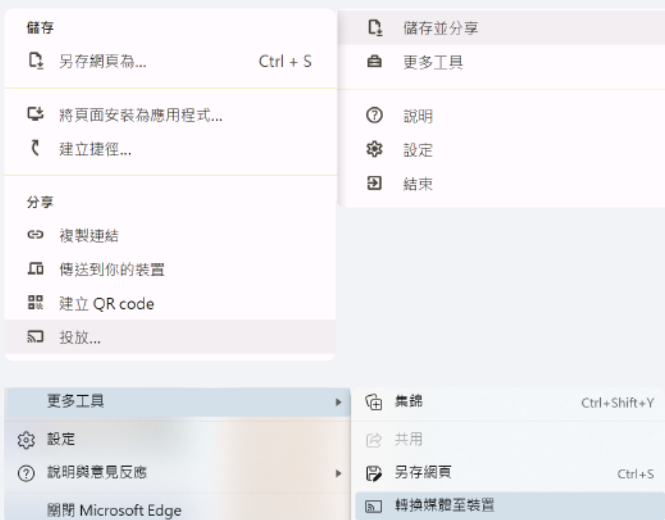 儲存
另存網頁為... Ctrl + S
將頁面安裝為應用程式...
建立捷徑...
分享
複製連結
傳送到你的裝置
建立 QR code
投放...
儲存並分享
更多工具
說明
設定
結束
更多工具
設定
說明與意見反應
關閉 Microsoft Edge
集錦 Ctrl+Shift+Y
共用
另存網頁 Ctrl+S
轉換媒體至裝置